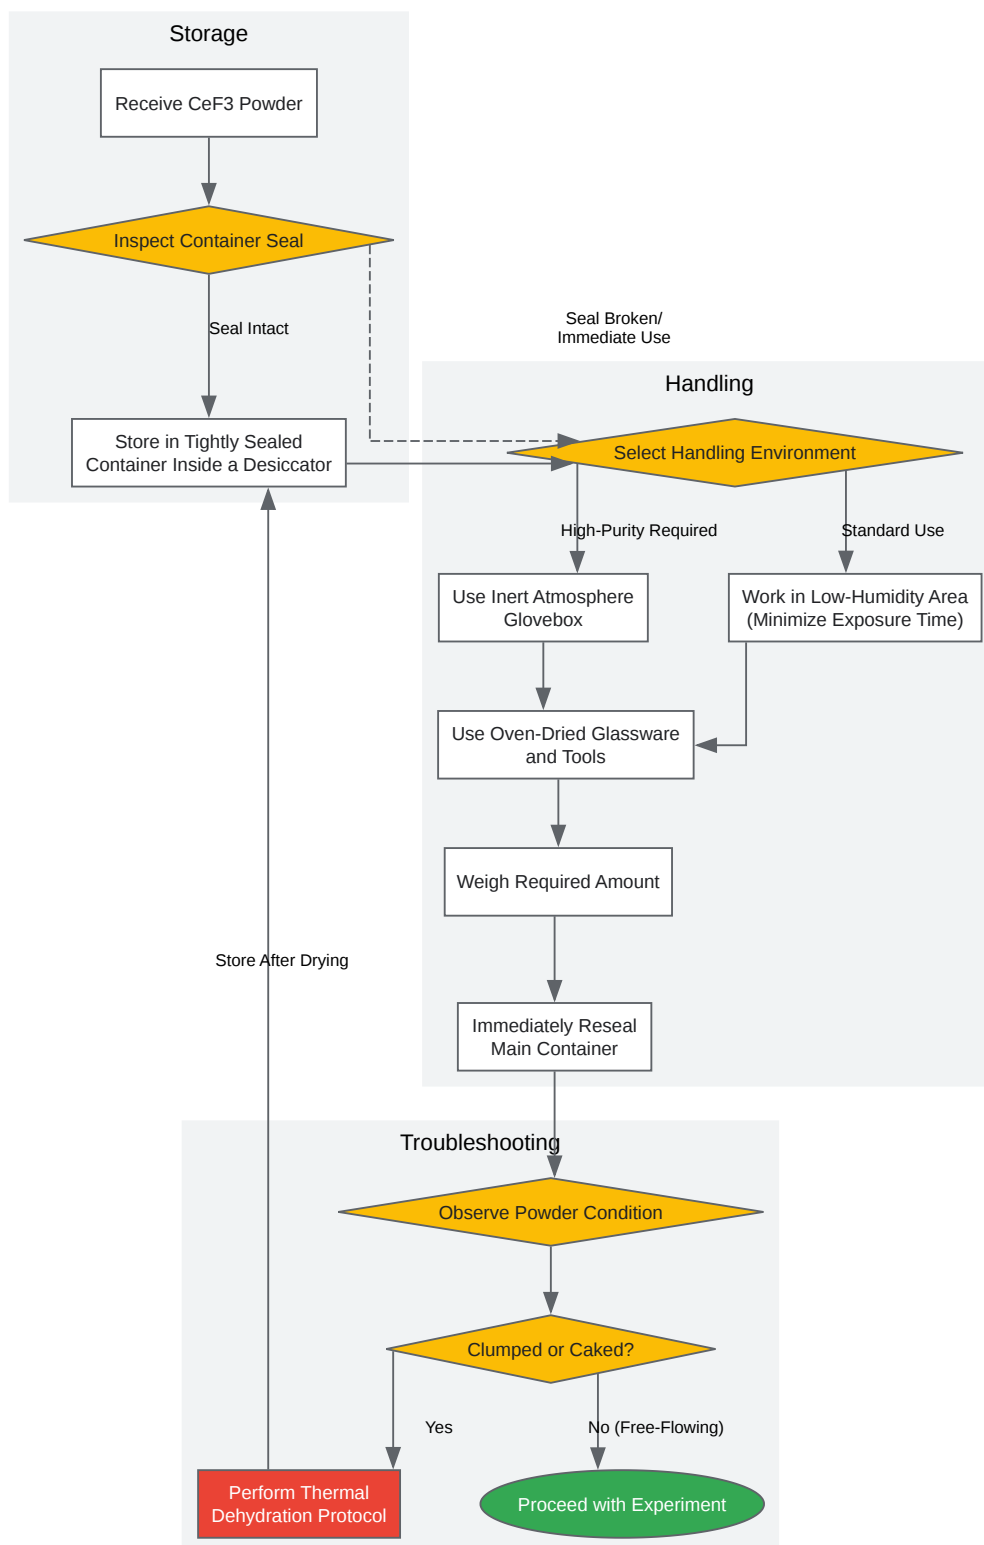 Storage
Receive CeF3 Powder
Inspect Container Seal
Seal Intact
Seal Broken/
Immediate Use
Store in Tightly Sealed
Container Inside a Desiccator
Handling
Select Handling Environment
High-Purity Required
Standard Use
Use Inert Atmosphere
Glovebox
Work in Low-Humidity Area
(Minimize Exposure Time)
Use Oven-Dried Glassware
and Tools
Weigh Required Amount
Store After Drying
Immediately Reseal
Main Container
Troubleshooting
Observe Powder Condition
Clumped or Caked?
Yes
No (Free-Flowing)
Perform Thermal
Dehydration Protocol
Proceed with Experiment